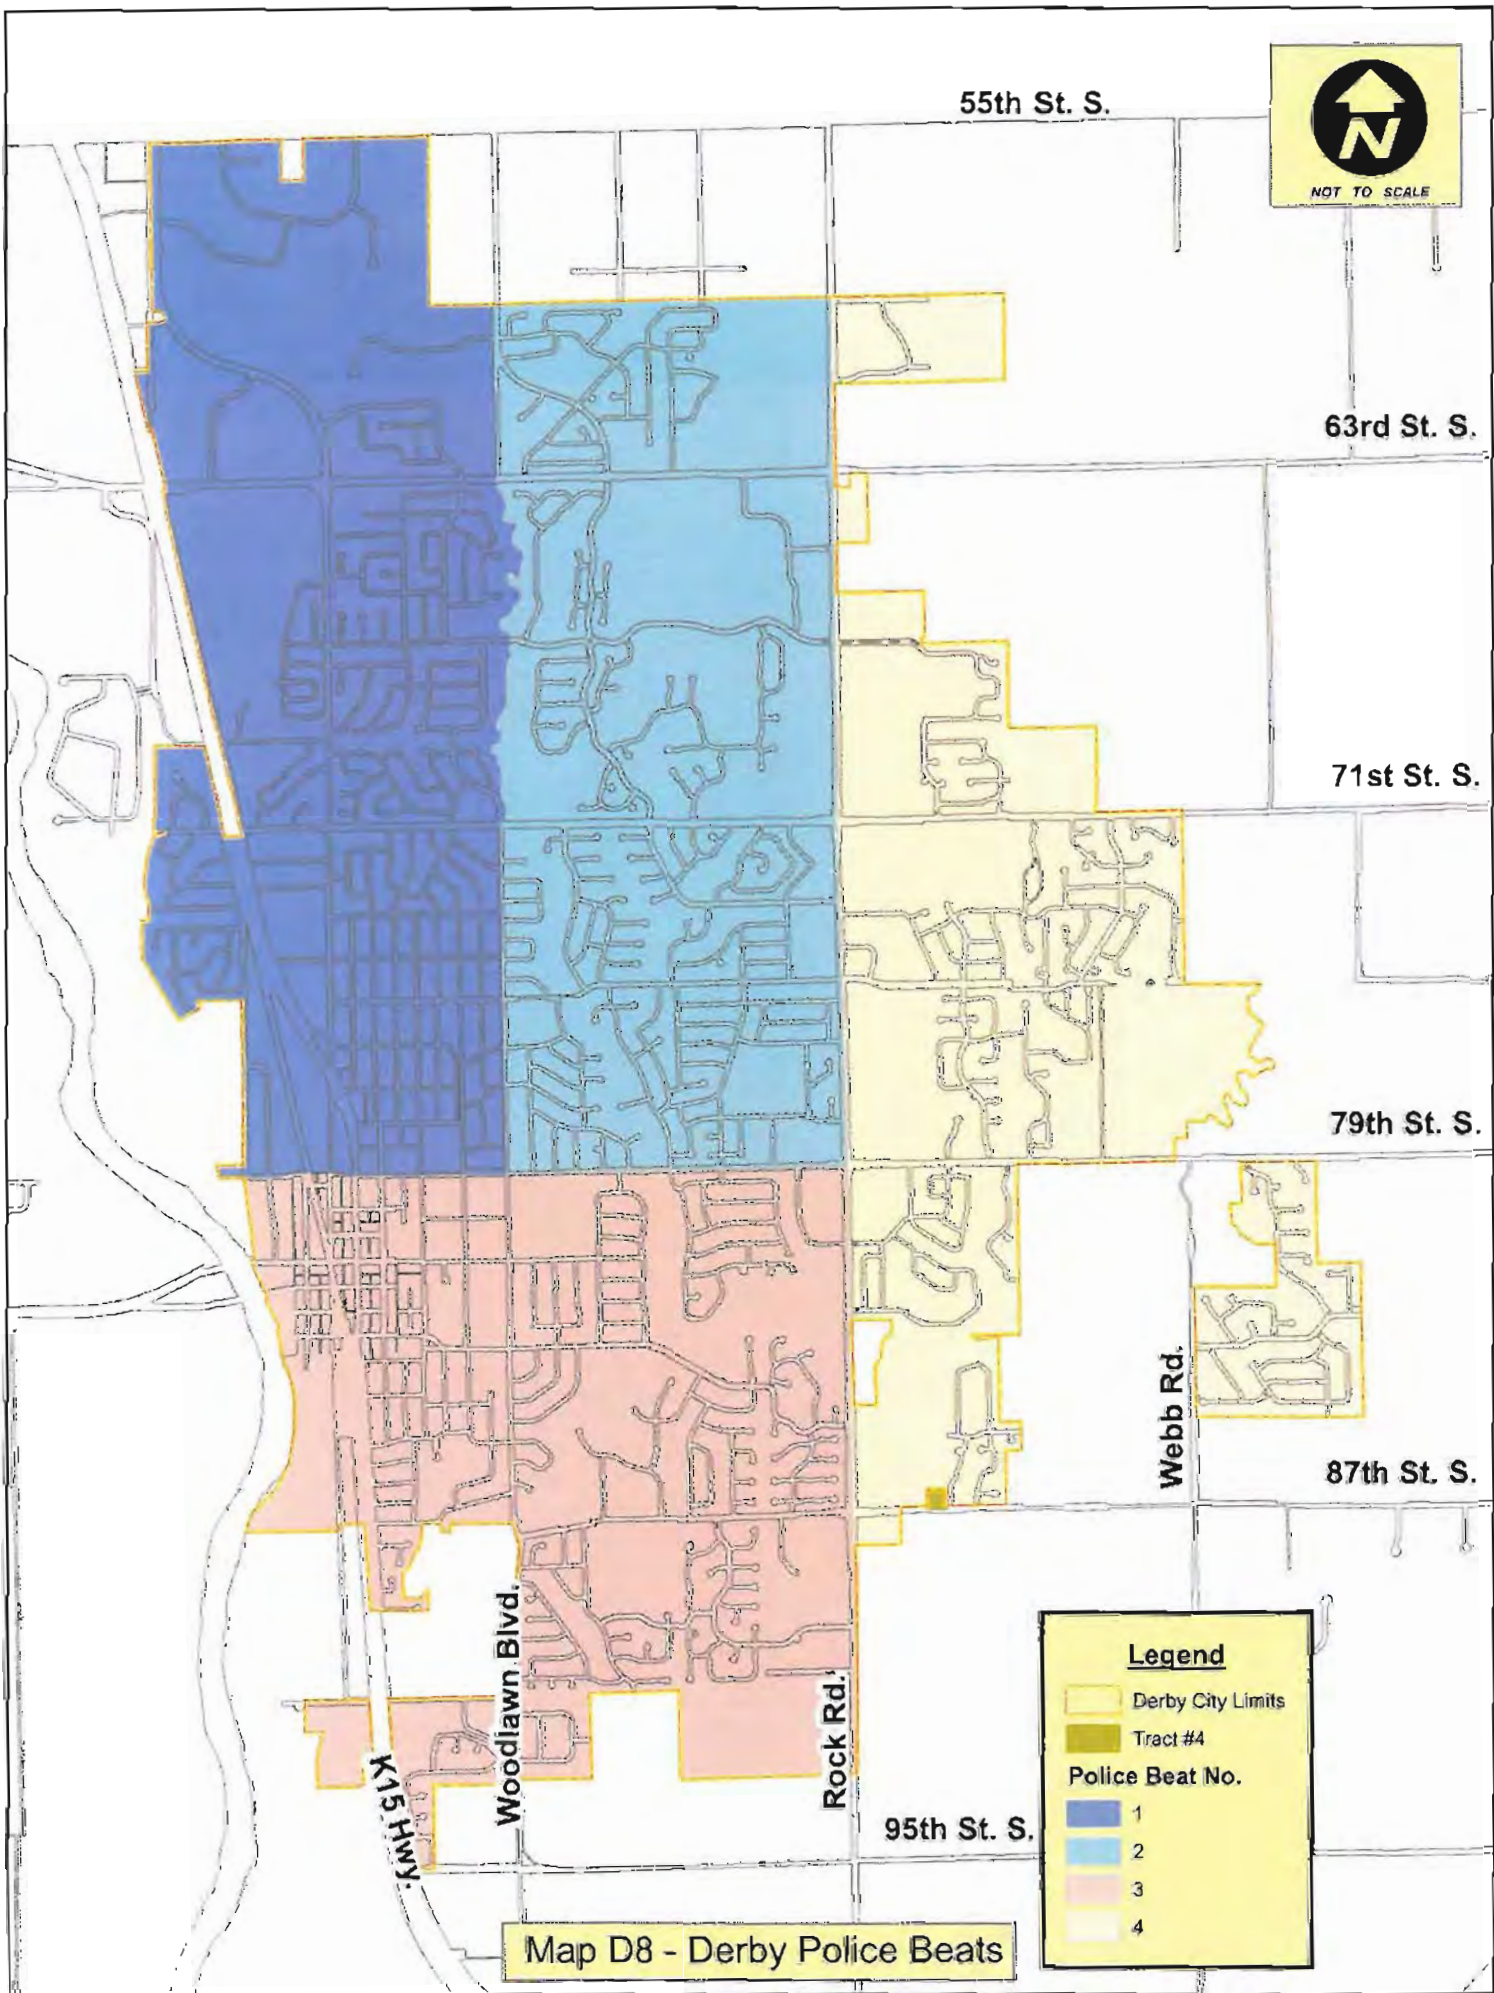 55th St. S.
N
NOT TO SCALE
63rd St. S.
71st St. S.
79th St. S.
Webb Rd.
87th St. S.
Woodlawn Blvd.
Rock Rd.
K15 Hwy.
95th St. S.
Legend
Derby City Limits
Tract #4
Police Beat No.
1
2
3
4
Map D8 - Derby Police Beats